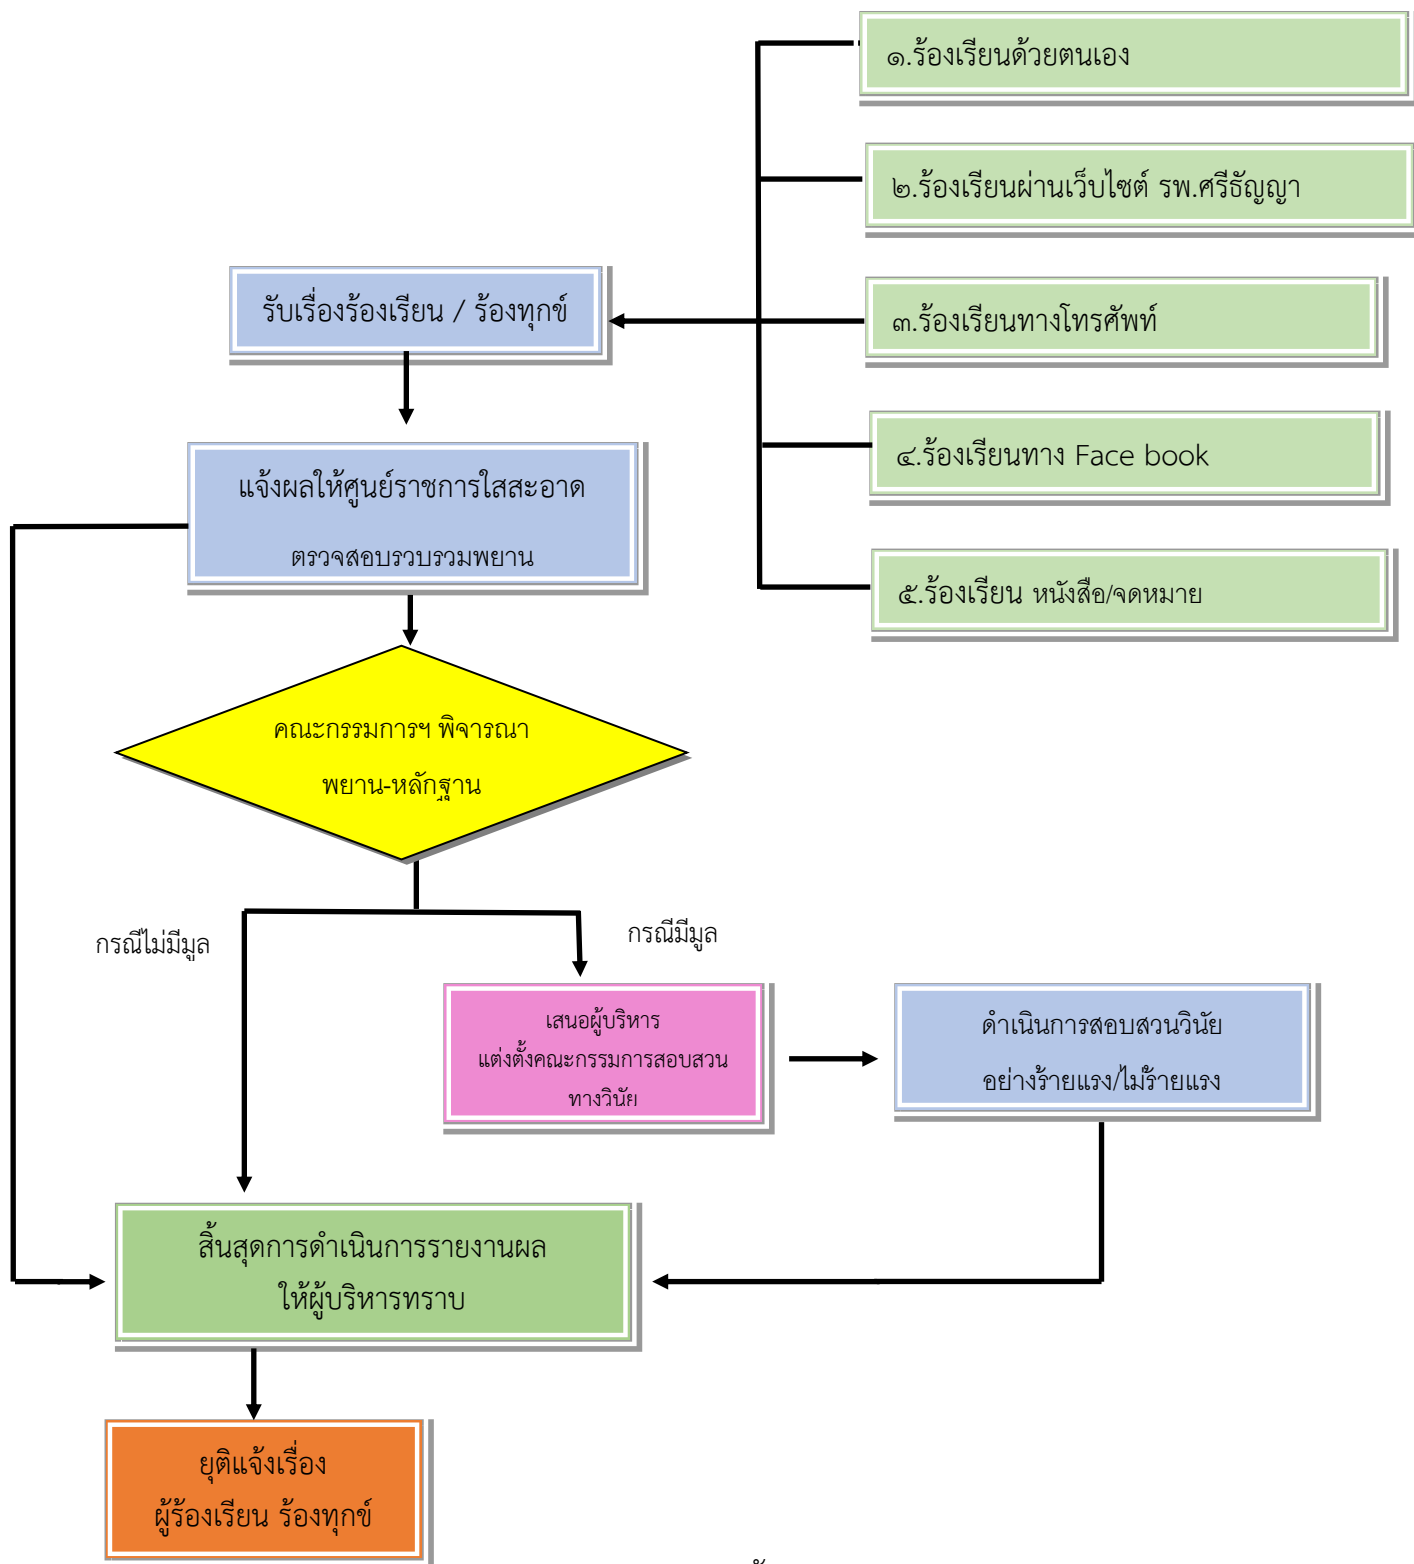 ๑.ร้องเรียนด้วยตนเอง
๒.ร้องเรียนผ่านเว็บไซต์ รพ.ศรีธัญญา
รับเรื่องร้องเรียน / ร้องทุกข์
๓.ร้องเรียนทางโทรศัพท์
๔.ร้องเรียนทาง Face book
แจ้งผลให้ศูนย์ราชการใสสะอาด
ตรวจสอบรวบรวมพยาน
๕.ร้องเรียน หนังสือ/จดหมาย
คณะกรรมการฯ พิจารณา
พยาน-หลักฐาน
กรณีไม่มีมูล
กรณีมีมูล
เสนอผู้บริหาร
แต่งตั้งคณะกรรมการสอบสวน
ทางวินัย
ดำเนินการสอบสวนวินัย
อย่างร้ายแรง/ไม่ร้ายแรง
สิ้นสุดการดำเนินการรายงานผล
ให้ผู้บริหารทราบ
ยุติแจ้งเรื่อง
ผู้ร้องเรียน ร้องทุกข์